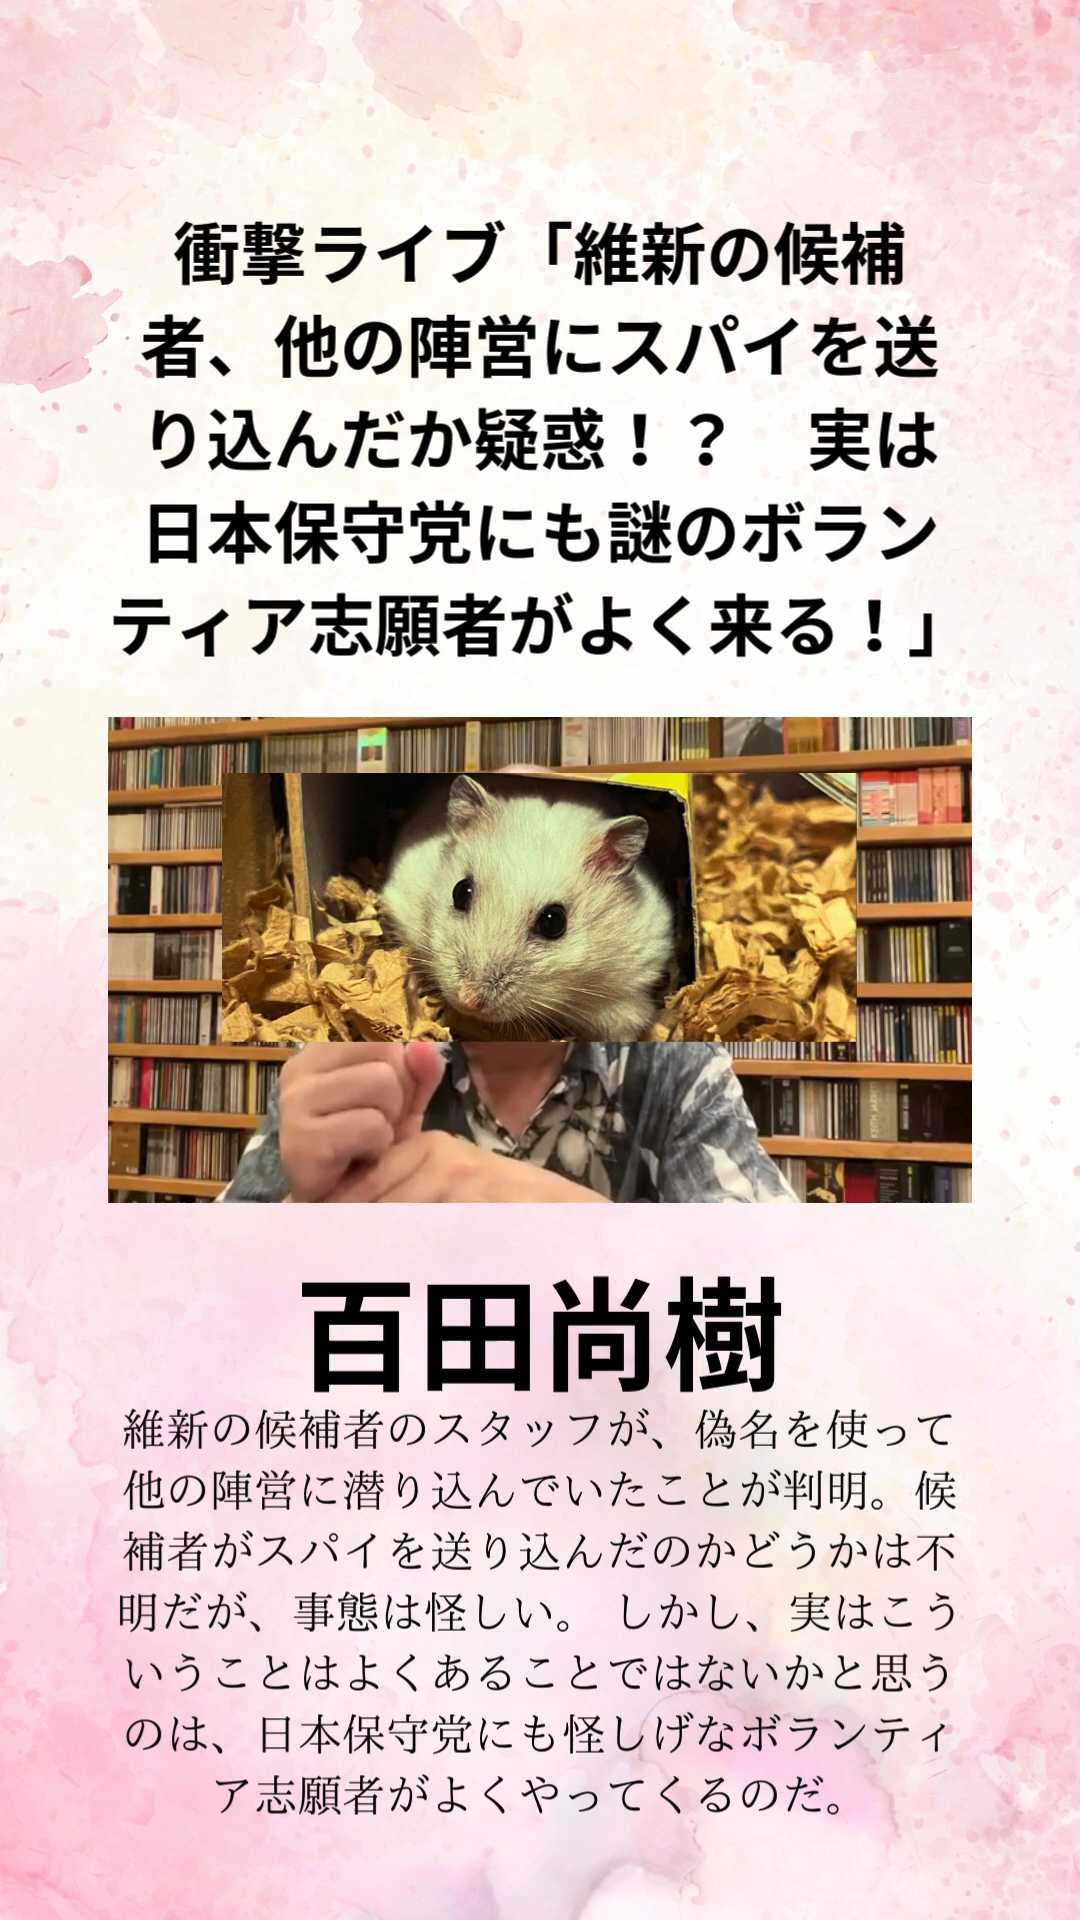 衝撃ライブ「維新の候補
者、他の陣営にスパイを送
り込んだか疑惑！？　実は
日本保守党にも謎のボラン
ティア志願者がよく来る！」
百田尚樹
維新の候補者のスタッフが、偽名を使って
他の陣営に潜り込んでいたことが判明。候
補者がスパイを送り込んだのかどうかは不
明だが、事態は怪しい。 しかし、実はこう
いうことはよくあることではないかと思う
のは、日本保守党にも怪しげなボランティ
ア志願者がよくやってくるのだ。